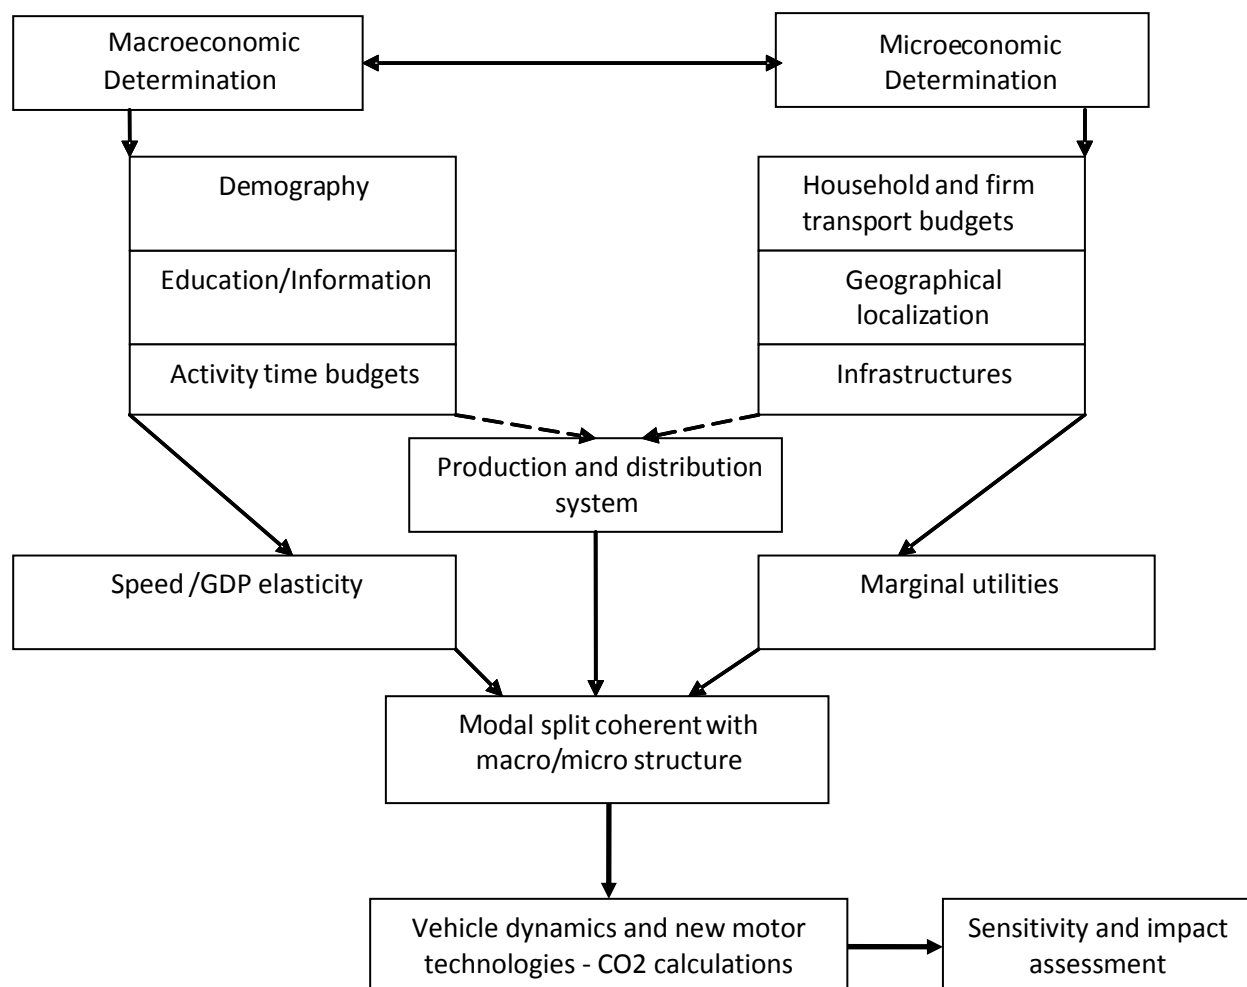 Macroeconomic
Determination
Microeconomic
Determination
Demography
Household and firm
transport budgets
Education/Information
Geographical
localization
Activity time budgets
Infrastructures
Production and distribution
system
Speed /GDP elasticity
Marginal utilities
Modal split coherent with
macro/micro structure
Vehicle dynamics and new motor
technologies - CO2 calculations
Sensitivity and impact
assessment